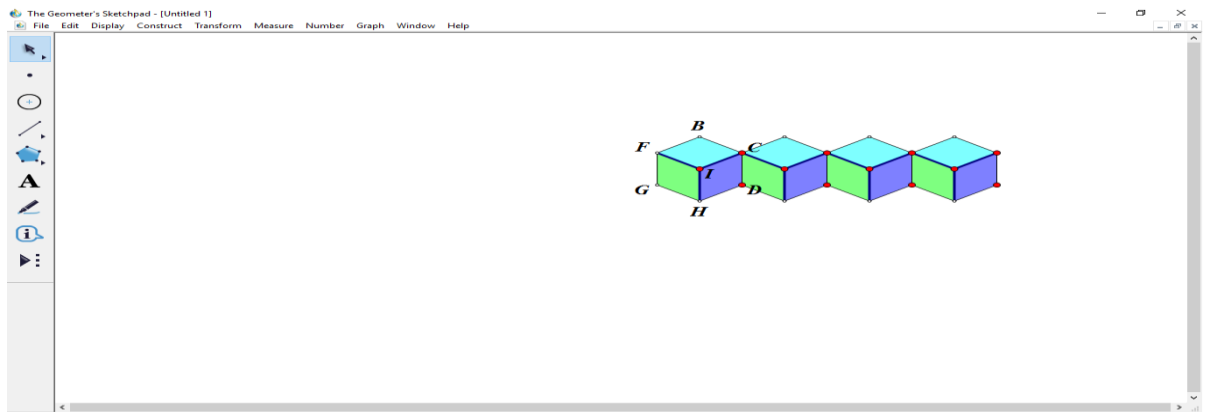 The Geometer's Sketchpad - [Untitled 1]
File Edit Display Construct Transform Measure Number Graph Window Help
A
B
F
C
I
G
D
H